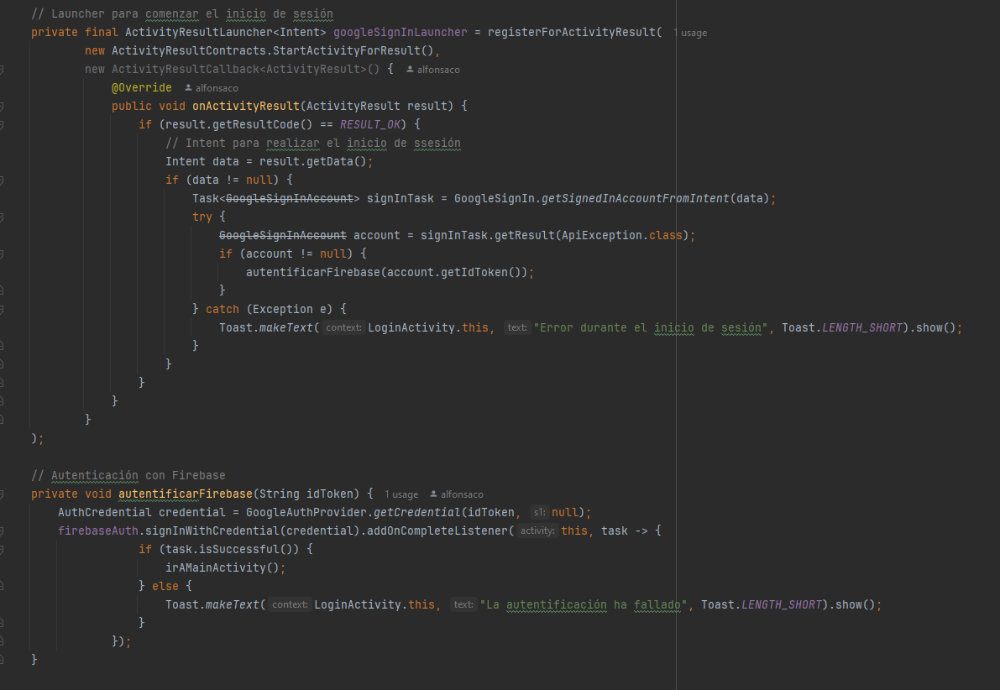 // Launcher para comenzar el inicio de sesión
private final ActivityResultLauncher<Intent> googleSignInLauncher = registerForActivityResult( 1 usage
new ActivityResultContracts.StartActivityForResult(),
new ActivityResultCallback<ActivityResult>() { alfonsaco
@Override alfonsaco
public void onActivityResult(ActivityResult result) {
if (result.getResultCode() == RESULT_OK) {
// Intent para realizar el inicio de ssesión
Intent data = result.getData();
if (data != null) {
Task<GoogleSignInAccount> signInTask = GoogleSignIn.getSignedInAccountFromIntent(data);
try {
GoogleSignInAccount account = signInTask.getResult(ApiException.class);
if (account != null) {
autentificarFirebase(account.getIdToken());
}
} catch (Exception e) {
Toast.makeText( context: LoginActivity.this, text: "Error durante el inicio de sesión", Toast.LENGTH_SHORT).show();
}
}
}
}
}
);
// Autenticación con Firebase
private void autentificarFirebase(String idToken) { 1 usage alfonsaco
AuthCredential credential = GoogleAuthProvider.getCredential(idToken, s1: null);
firebaseAuth.signInWithCredential(credential).addOnCompleteListener( activity: this, task -> {
if (task.isSuccessful()) {
irAMainActivity();
} else {
Toast.makeText( context: LoginActivity.this, text: "La autentificación ha fallado", Toast.LENGTH_SHORT).show();
}
});
}